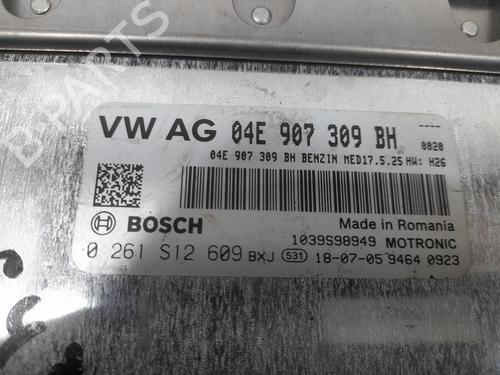 B-PARTS
VW AG 04E 907 309 BH 0020
04E 907 309 BH BENZIN MED17.5.25 HW: H26
BOSCH Made in Romania
1039S98949 MOTRONIC
0 261 S12 609 BXJ 531 18-07-05 9464 0923